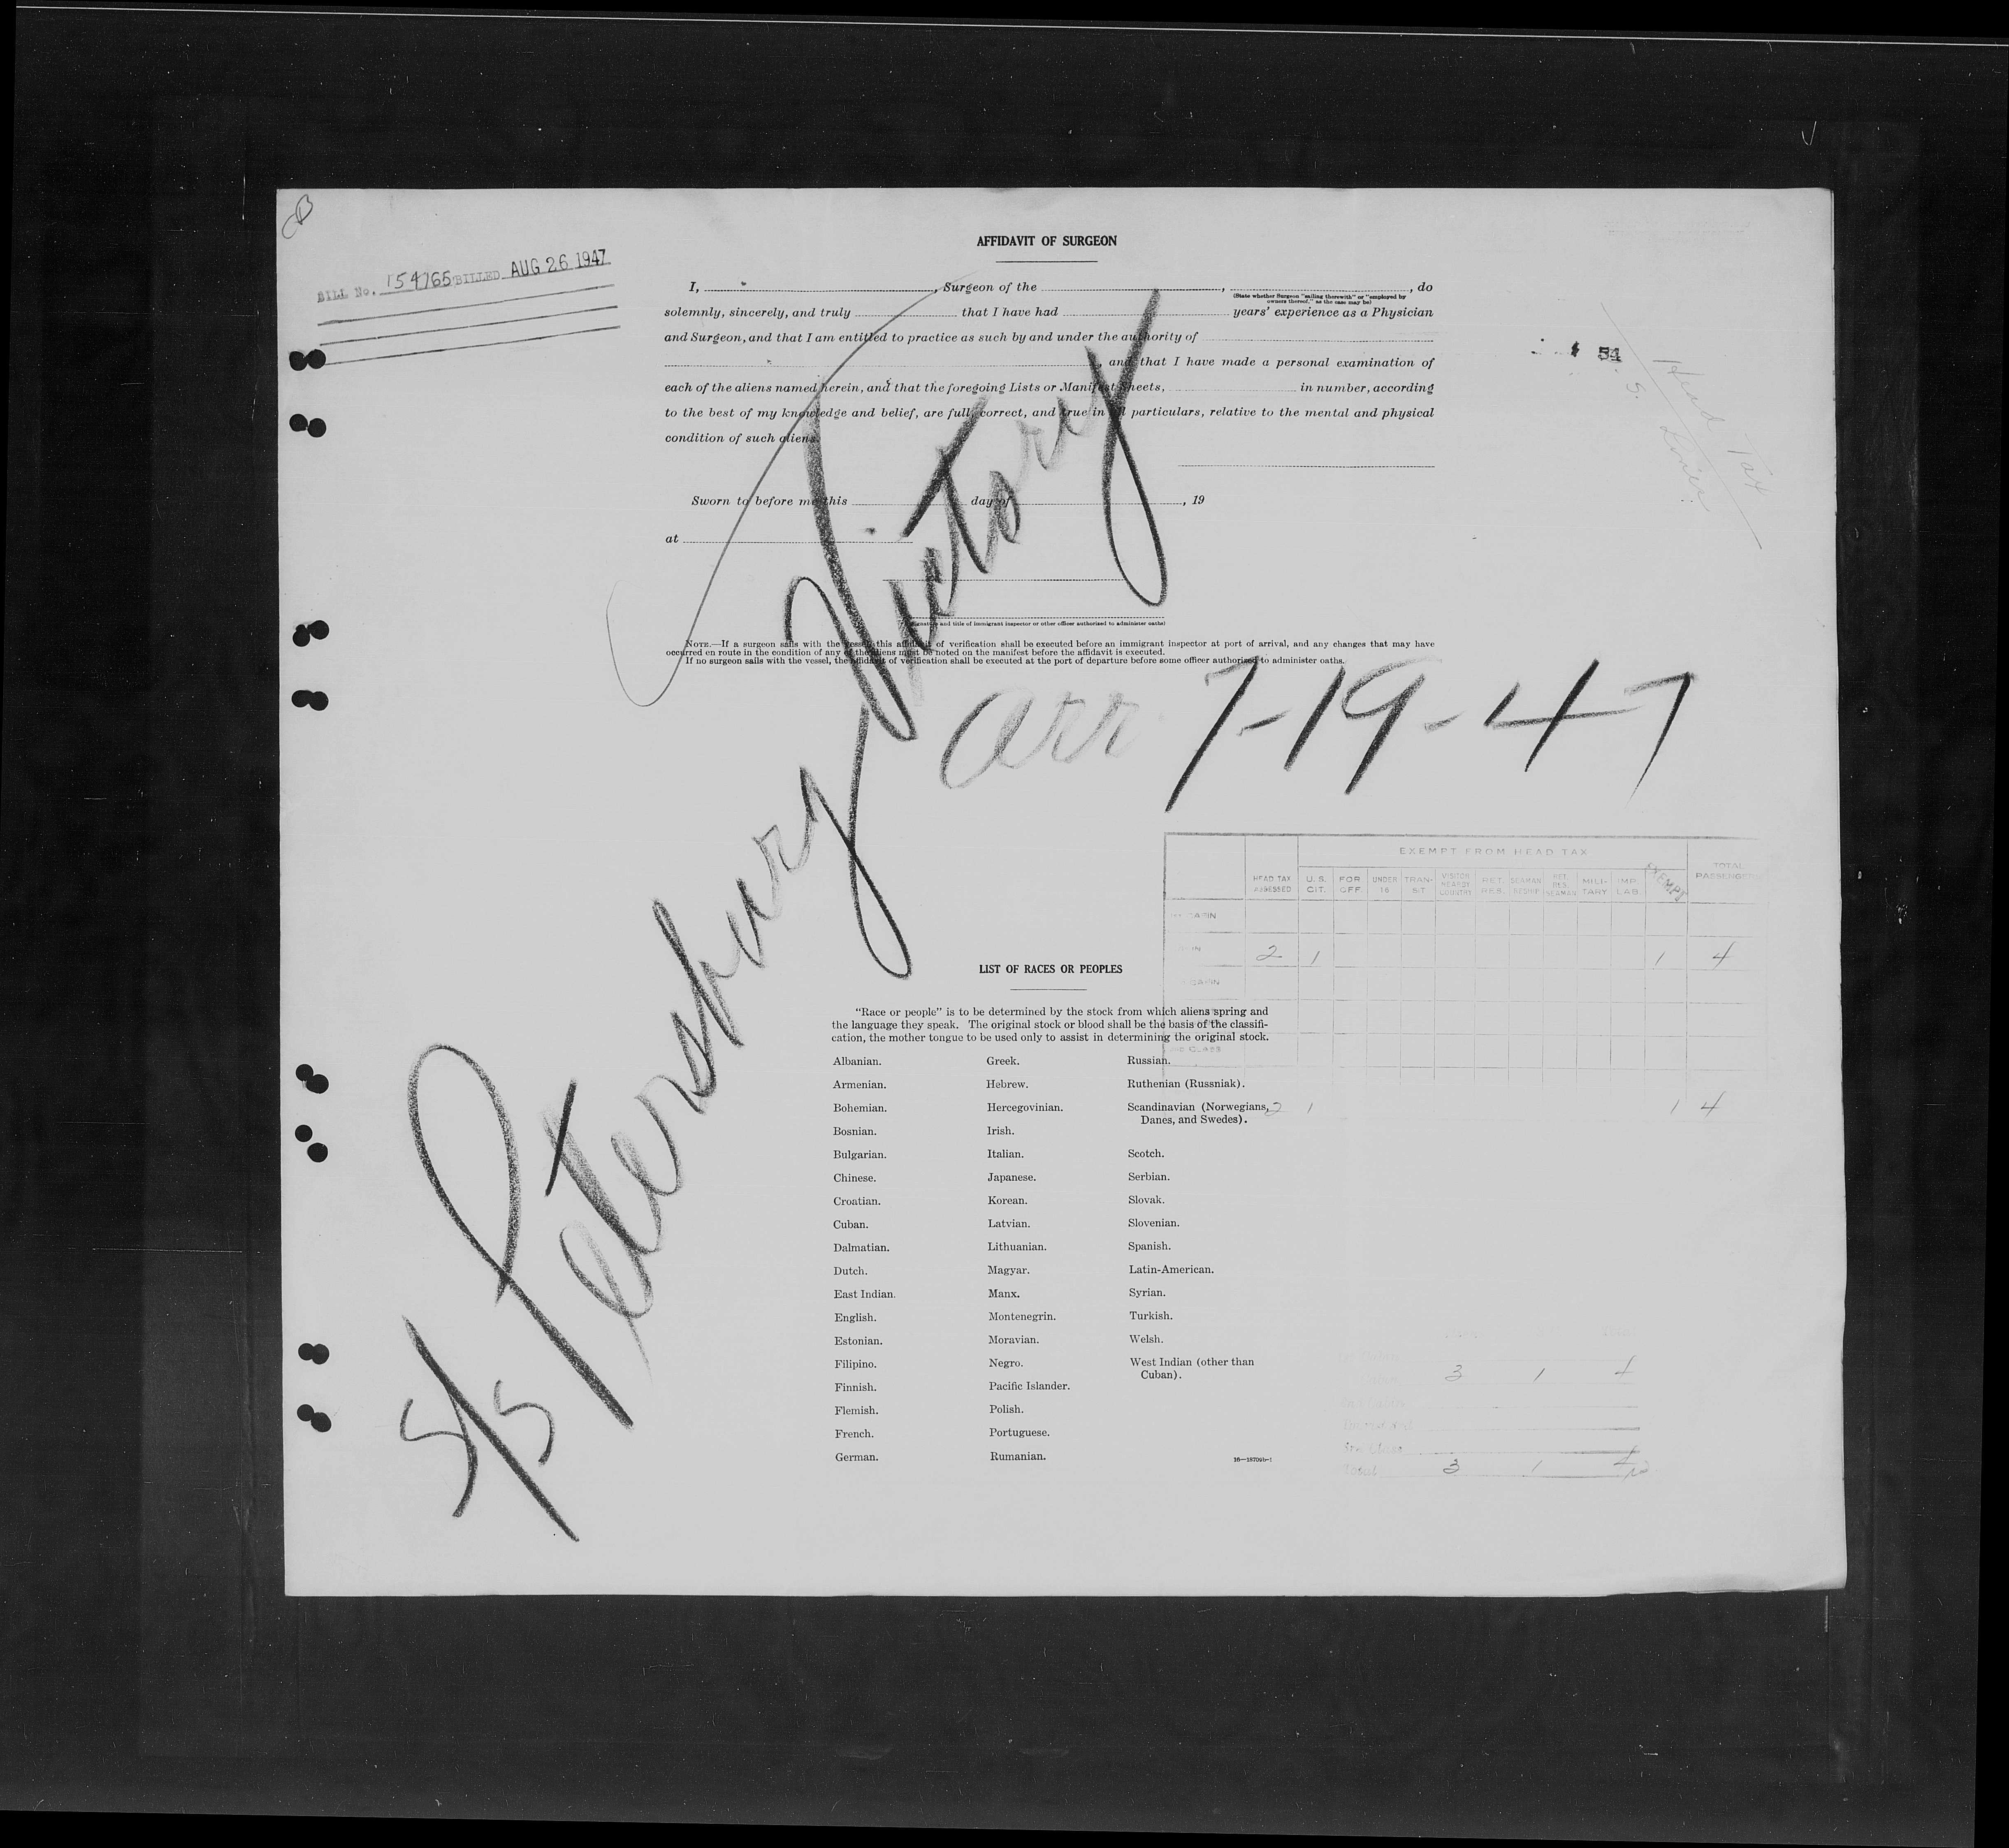 BILL No. 154765 BILLED AUG 26 1947
AFFIDAVIT OF SURGEON
I, , Surgeon of the , , do
(State whether Surgeon "sailing therewith" or "employed by
owners thereof," as the case may be)
solemnly, sincerely, and truly that I have had years' experience as a Physician
and Surgeon, and that I am entitled to practice as such by and under the authority of
, and that I have made a personal examination of
each of the aliens named herein, and that the foregoing Lists or Manifest Sheets, in number, according
to the best of my knowledge and belief, are full, correct, and true in all particulars, relative to the mental and physical
condition of such aliens.
54
Head Tax
Sworn to before me this day of , 19
at
(Signature and title of immigrant inspector or other officer authorized to administer oaths)
NOTE.—If a surgeon sails with the vessel, this affidavit of verification shall be executed before an immigrant inspector at port of arrival, and any changes that may have
occurred en route in the condition of any of the aliens must be noted on the manifest before the affidavit is executed.
If no surgeon sails with the vessel, the affidavit of verification shall be executed at the port of departure before some officer authorized to administer oaths.
S/S Petersburg Victory
arr 7-19-47
EXEMPT FROM HEAD TAX
HEAD TAX ASSESSED U.S. CIT. FOR OFF. UNDER 16 TRAN-SIT VISITOR NEARBY COUNTRY RET. RES. SEAMAN RESHIP RET. RES. SEAMAN MILI-TARY IMP LAB EXEMPT TOTAL PASSENG
2 1 1 4
CLASS
2 1 1 4
LIST OF RACES OR PEOPLES
"Race or people" is to be determined by the stock from which aliens spring and
the language they speak. The original stock or blood shall be the basis of the classifi-
cation, the mother tongue to be used only to assist in determining the original stock.
Albanian. Greek. Russian.
Armenian. Hebrew. Ruthenian (Russniak).
Bohemian. Hercegovinian. Scandinavian (Norwegians,
Danes, and Swedes).
Bosnian. Irish.
Bulgarian. Italian. Scotch.
Chinese. Japanese. Serbian.
Croatian. Korean. Slovak.
Cuban. Latvian. Slovenian.
Dalmatian. Lithuanian. Spanish.
Dutch. Magyar. Latin-American.
East Indian. Manx. Syrian.
English. Montenegrin. Turkish.
Estonian. Moravian. Welsh.
Filipino. Negro. West Indian (other than
Cuban).
Finnish. Pacific Islander.
Flemish. Polish.
French. Portuguese.
German. Rumanian.
16—18709b-1
3 1 4
3rd Class
Total 3 1 4